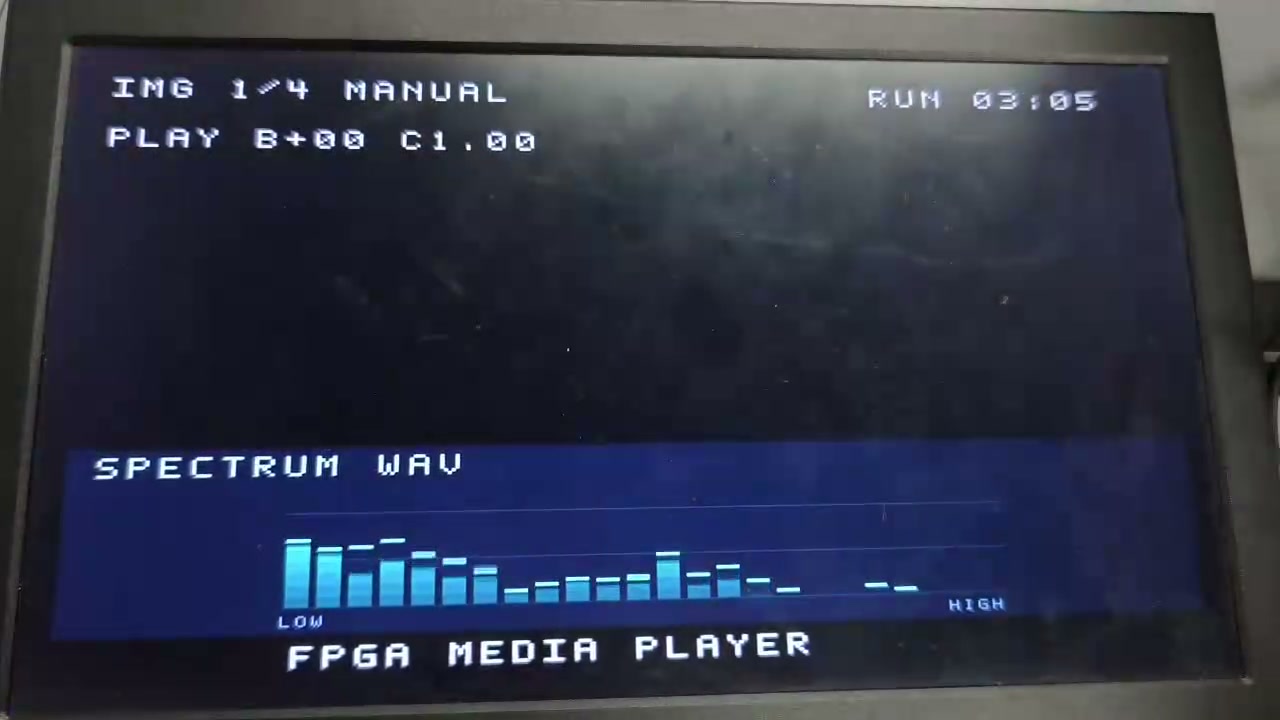 IMG 1/4 MANUAL
RUN 03:05
PLAY B+00 C1.00
SPECTRUM WAV
LOW
HIGH
FPGA MEDIA PLAYER